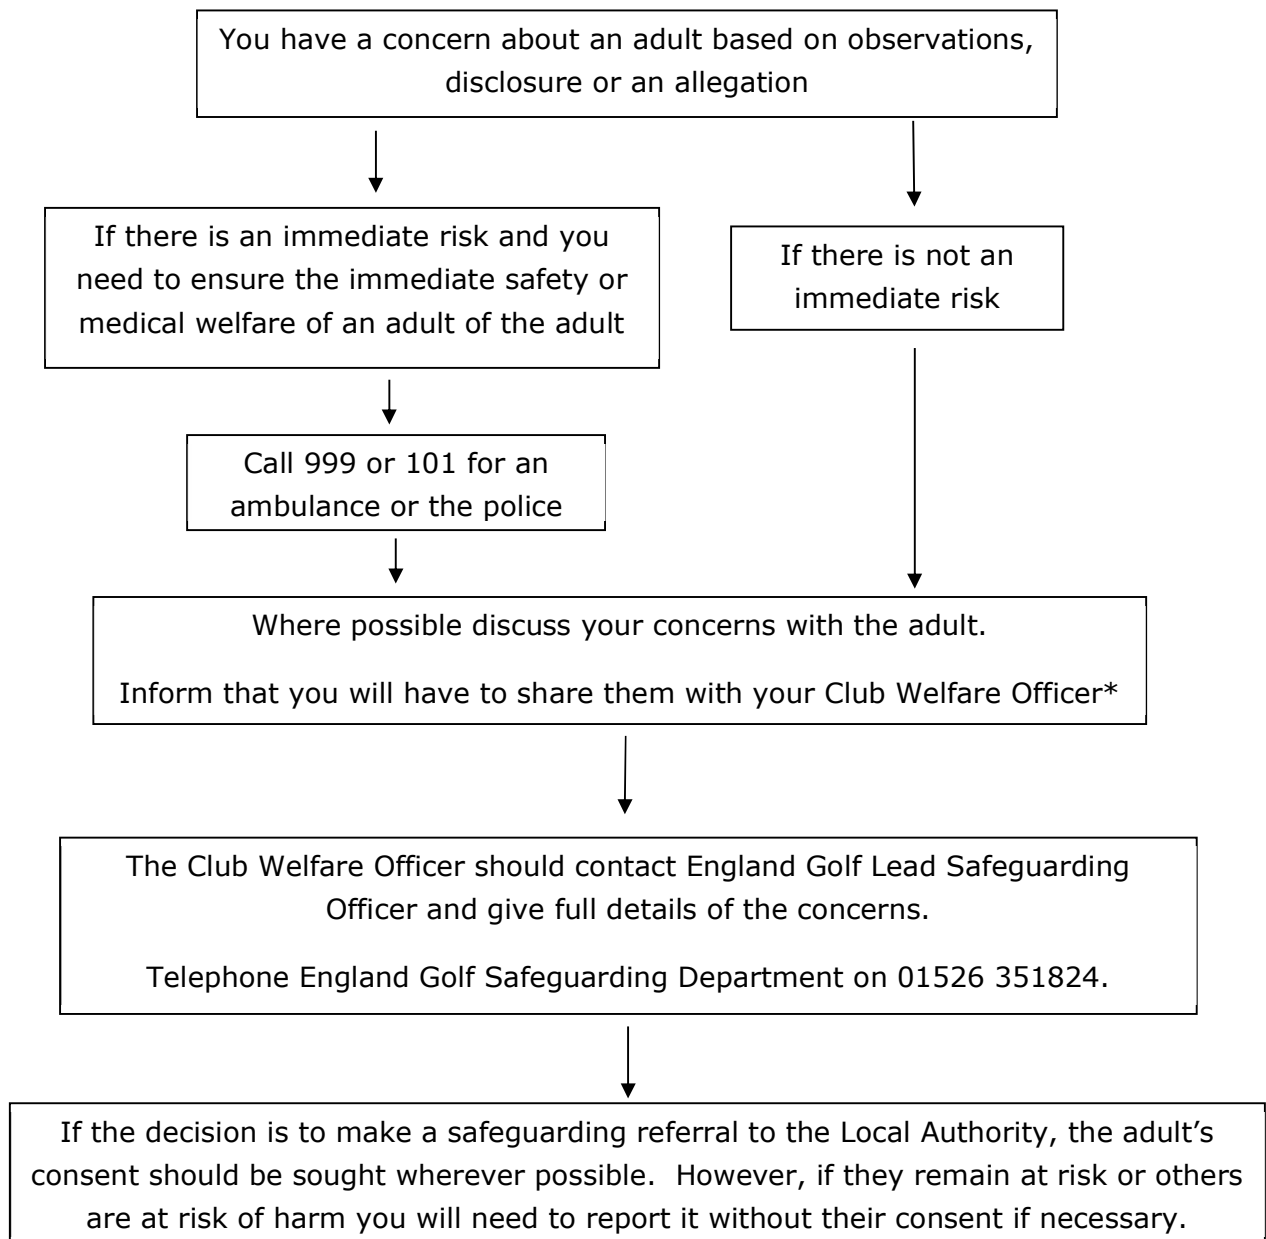 You have a concern about an adult based on observations,
disclosure or an allegation
If there is an immediate risk and you
need to ensure the immediate safety or
medical welfare of an adult of the adult
If there is not an
immediate risk
Call 999 or 101 for an
ambulance or the police
Where possible discuss your concerns with the adult.
Inform that you will have to share them with your Club Welfare Officer*
The Club Welfare Officer should contact England Golf Lead Safeguarding
Officer and give full details of the concerns.
Telephone England Golf Safeguarding Department on 01526 351824.
If the decision is to make a safeguarding referral to the Local Authority, the adult’s
consent should be sought wherever possible.  However, if they remain at risk or others
are at risk of harm you will need to report it without their consent if necessary.